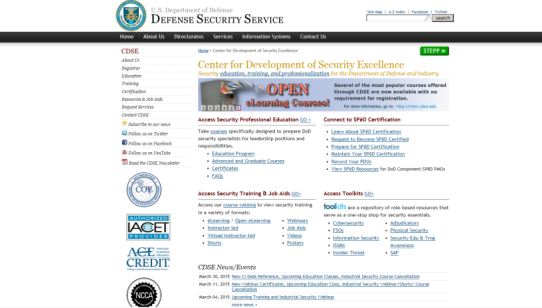 Site Map | A-Z Index | Facebook | Twitter
U.S. Department of Defense
DEFENSE SECURITY SERVICE
search
Home About Us Directorates Services Information Systems Contact Us
CDSE
About Us
Registrar
Education
Training
Certification
Resources & Job Aids
Request Services
Contact CDSE
Subscribe to our news
Follow us on Twitter
Follow us on Facebook
Follow us on YouTube
Read the CDSE Newsletter
CDSE
AUTHORIZED
IACET
PROVIDER
ACE
CREDIT
NCCA
Home > Center for Development of Security Excellence
STEPP »
Center for Development of Security Excellence
Security education, training, and professionalization for the Department of Defense and Industry.
OPEN
eLearning Courses!
Several of the most popular courses offered
through CDSE are now available with no
requirement for registration.
For more information, go to:
Access Security Professional Education GO »
Take courses specifically designed to prepare DoD
security specialists for leadership positions and
responsibilities.
• Education Program
• Advanced and Graduate Courses
• Certificates
• FAQs
Connect to SPēD Certification
• Learn About SPēD Certification
• Request to Become SPēD Certified
• Prepare for SPēD Certification
• Maintain Your SPēD Certification
• Record Your PDUs
• View SPēD Resources for DoD Component SPēD POCs
Access Security Training & Job Aids GO»
Access our course catalog to view security training
in a variety of formats:
• eLearning / Open eLearning
• Instructor-led
• Virtual Instructor-led
• Shorts
• Webinars
• Job Aids
• Videos
• Posters
Access Toolkits GO»
toolkits are a repository of role-based resources that
serve as a one-stop shop for security essentials.
• Cybersecurity
• FSOs
• Information Security
• ISSMs
• Insider Threat
• Adjudicators
• Physical Security
• Security Edu & Trng
Awareness
• SAP
CDSE News/Events
March 30, 2015 New CI Desk Reference, Upcoming Education Classes, Industrial Security Course Cancellation
March 11, 2015 New Webinar Certificates, Upcoming Education Class, Industrial Security Webinar/Shorts/ Course
Cancellation
March 04, 2015 Upcoming Training and Industrial Security Webinar
more news »